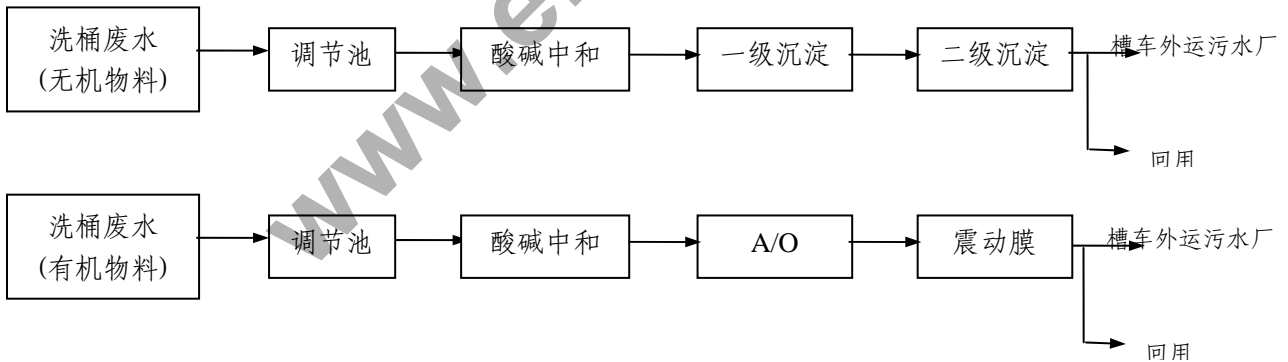 洗桶废水
(无机物料)
调节池
酸碱中和
一级沉淀
二级沉淀
槽车外运污水厂
回用
洗桶废水
(有机物料)
调节池
酸碱中和
A/O
震动膜
槽车外运污水厂
回用
www.e